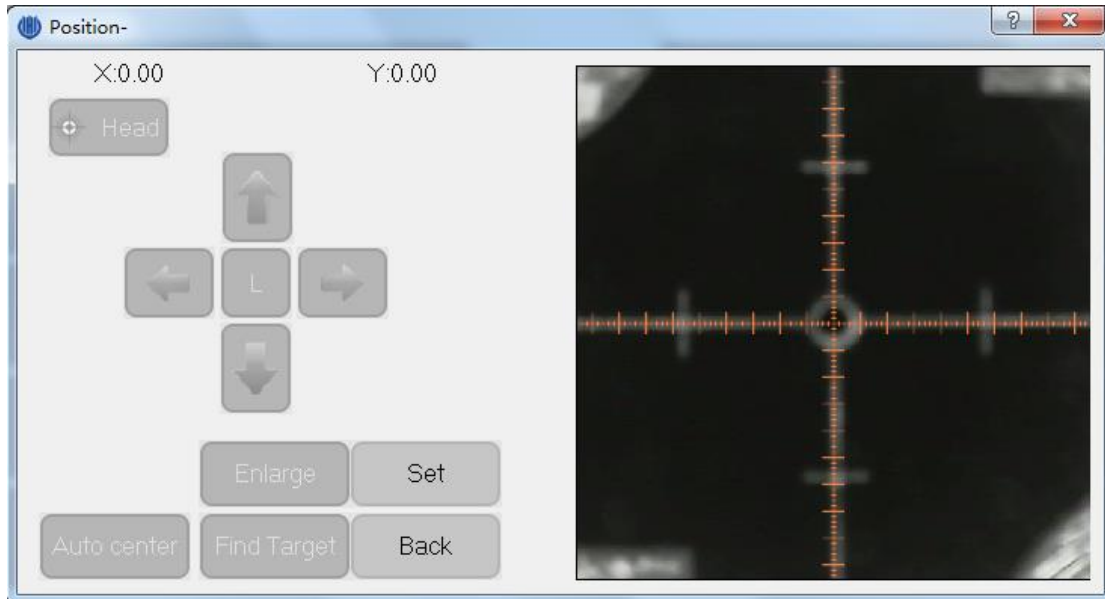 Position-
X:0.00 Y:0.00
Head
L
Enlarge Set
Auto center Find Target Back